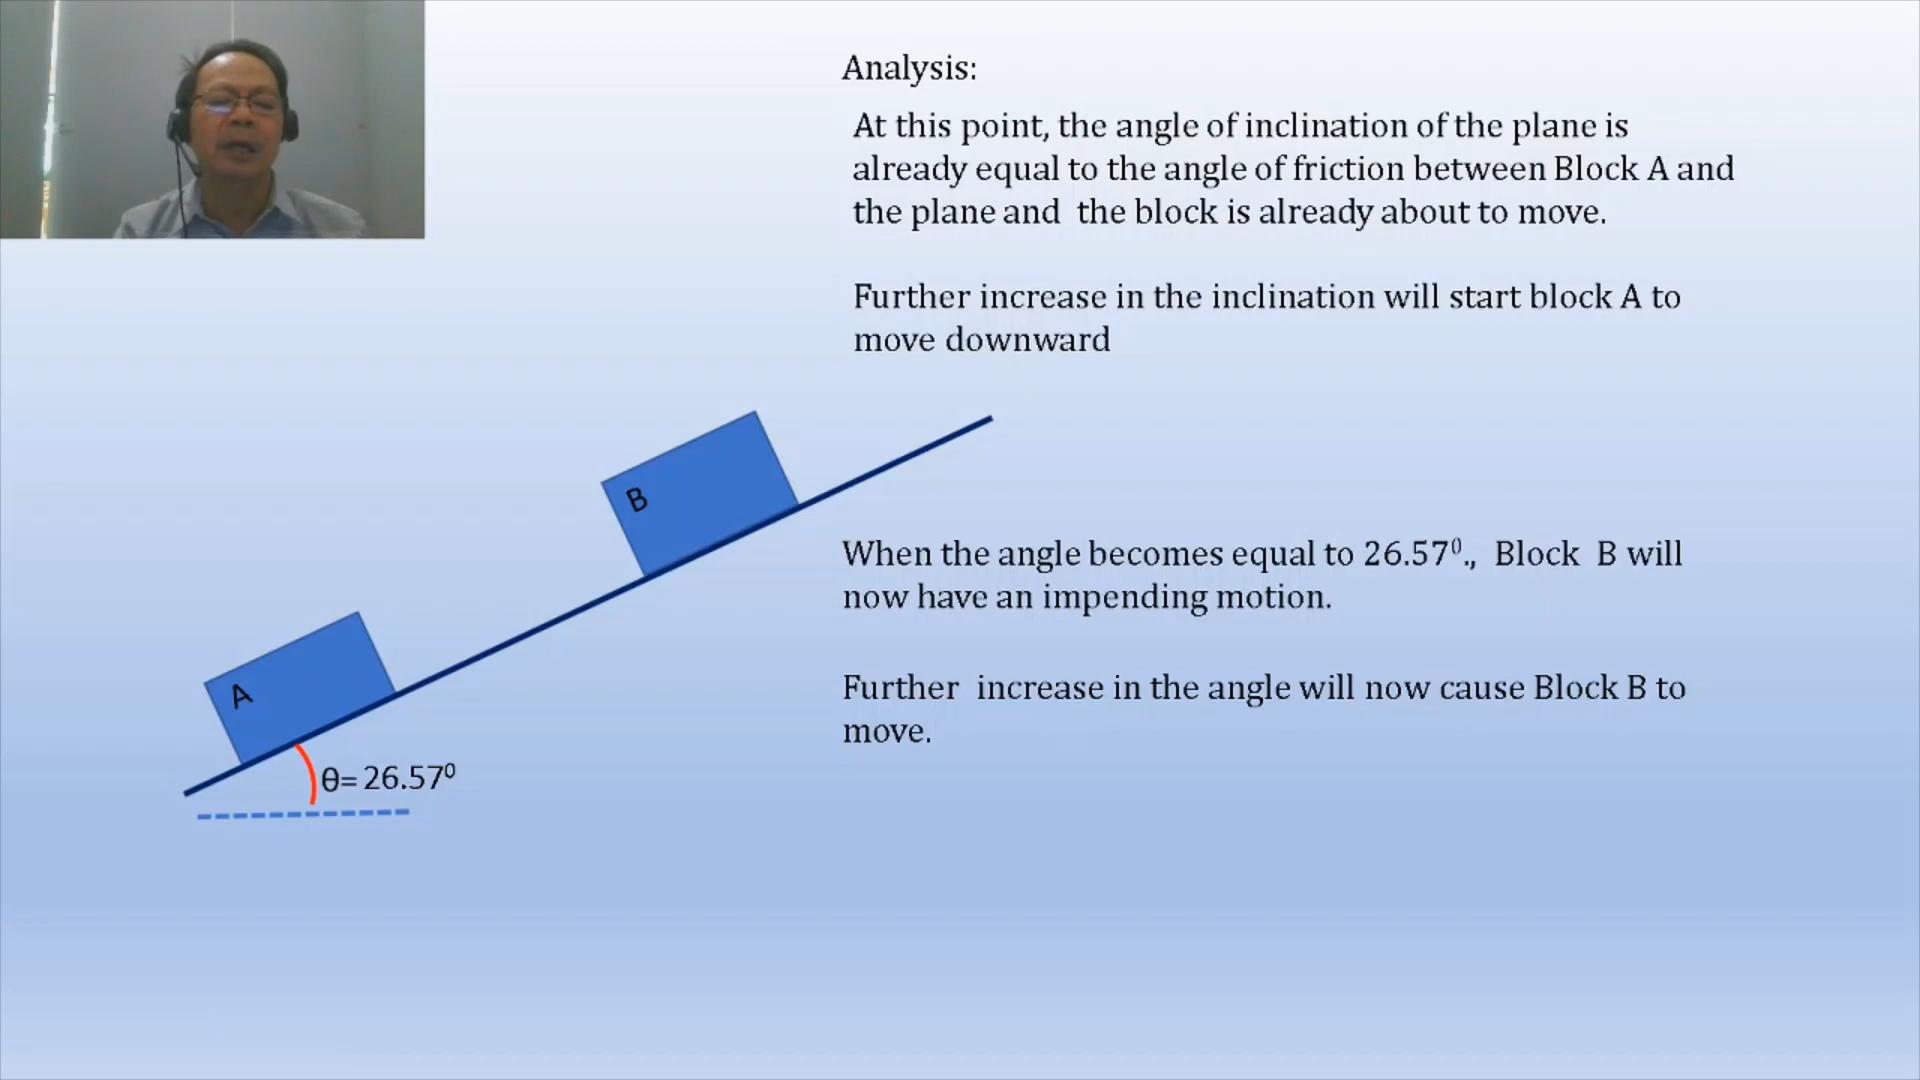 Analysis:
At this point, the angle of inclination of the plane is
already equal to the angle of friction between Block A and
the plane and the block is already about to move.
Further increase in the inclination will start block A to
move downward
B
When the angle becomes equal to 26.57⁰., Block B will
now have an impending motion.
Further increase in the angle will now cause Block B to
move.
A
θ= 26.57⁰